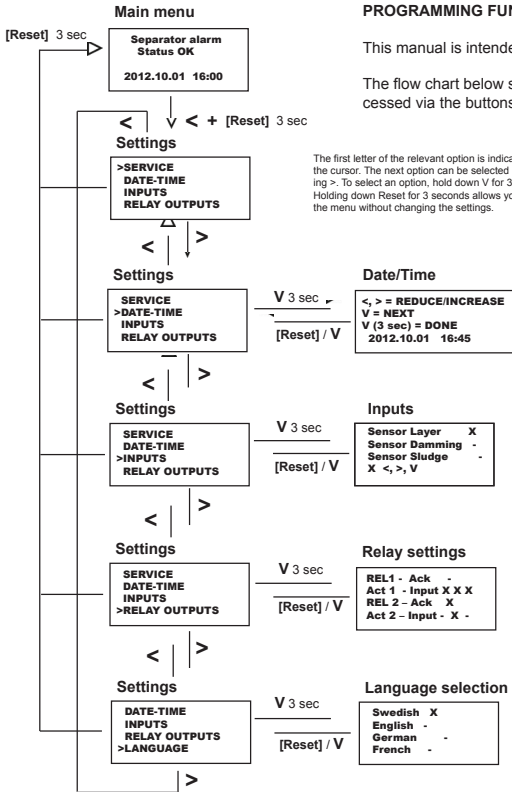 Main menu
PROGRAMMING FUN
[Reset] 3 sec
Separator alarm
Status OK
2012.10.01 16:00
This manual is intende
The flow chart below s
cessed via the buttons
< V < + [Reset] 3 sec
Settings
>SERVICE
DATE-TIME
INPUTS
RELAY OUTPUTS
The first letter of the relevant option is indica
the cursor. The next option can be selected
ing >. To select an option, hold down V for 3
Holding down Reset for 3 seconds allows yo
the menu without changing the settings.
< >
Settings
SERVICE
>DATE-TIME
INPUTS
RELAY OUTPUTS
V 3 sec
[Reset] / V
Date/Time
<, > = REDUCE/INCREASE
V = NEXT
V (3 sec) = DONE
2012.10.01 16:45
< >
Settings
SERVICE
DATE-TIME
>INPUTS
RELAY OUTPUTS
V 3 sec
[Reset] / V
Inputs
Sensor Layer X
Sensor Damming -
Sensor Sludge -
X <, >, V
< >
Settings
SERVICE
DATE-TIME
INPUTS
>RELAY OUTPUTS
V 3 sec
[Reset] / V
Relay settings
REL1 - Ack -
Act 1 - Input X X X
REL 2 – Ack X
Act 2 – Input - X -
< >
Settings
DATE-TIME
INPUTS
RELAY OUTPUTS
>LANGUAGE
V 3 sec
[Reset] / V
Language selection
Swedish X
English -
German -
French -
>